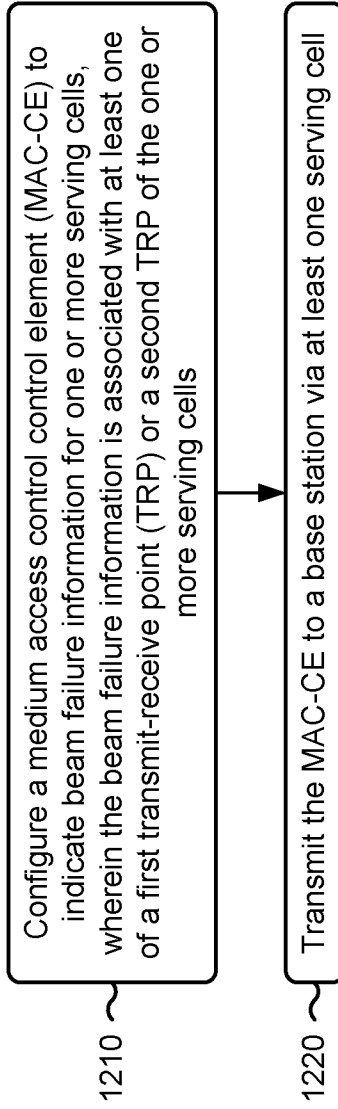 1210
Configure a medium access control control element (MAC-CE) to
indicate beam failure information for one or more serving cells,
wherein the beam failure information is associated with at least one
of a first transmit-receive point (TRP) or a second TRP of the one or
more serving cells
1220
Transmit the MAC-CE to a base station via at least one serving cell